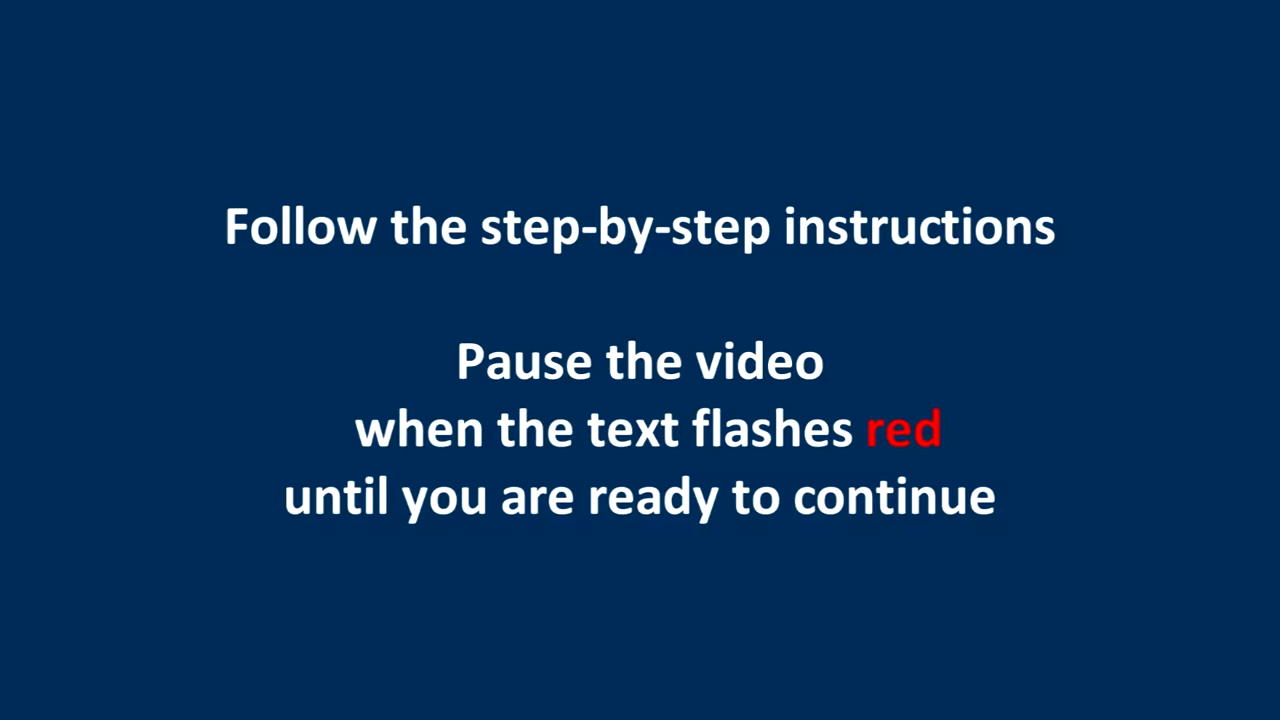 Follow the step-by-step instructions
Pause the video
when the text flashes red
until you are ready to continue